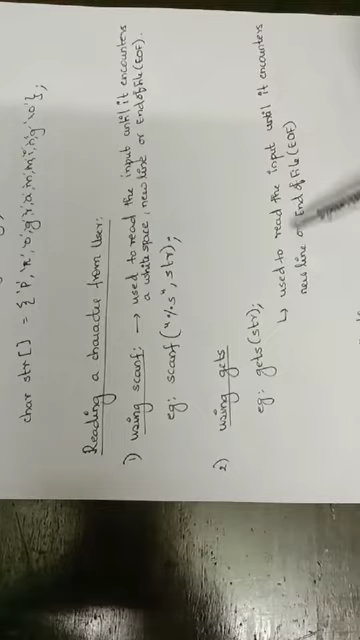 char str[] = {'P','r','o','g','r','a','m','m','i','n','g','\0'};
Reading a character from User:
1) using scanf: → used to read the input until it encounters
a white space, new line or End of File (EOF).
eg: scanf("%s", str);
2) using gets
eg: gets(str);
↳ used to read the input until it encounters
new line or End of File (EOF)